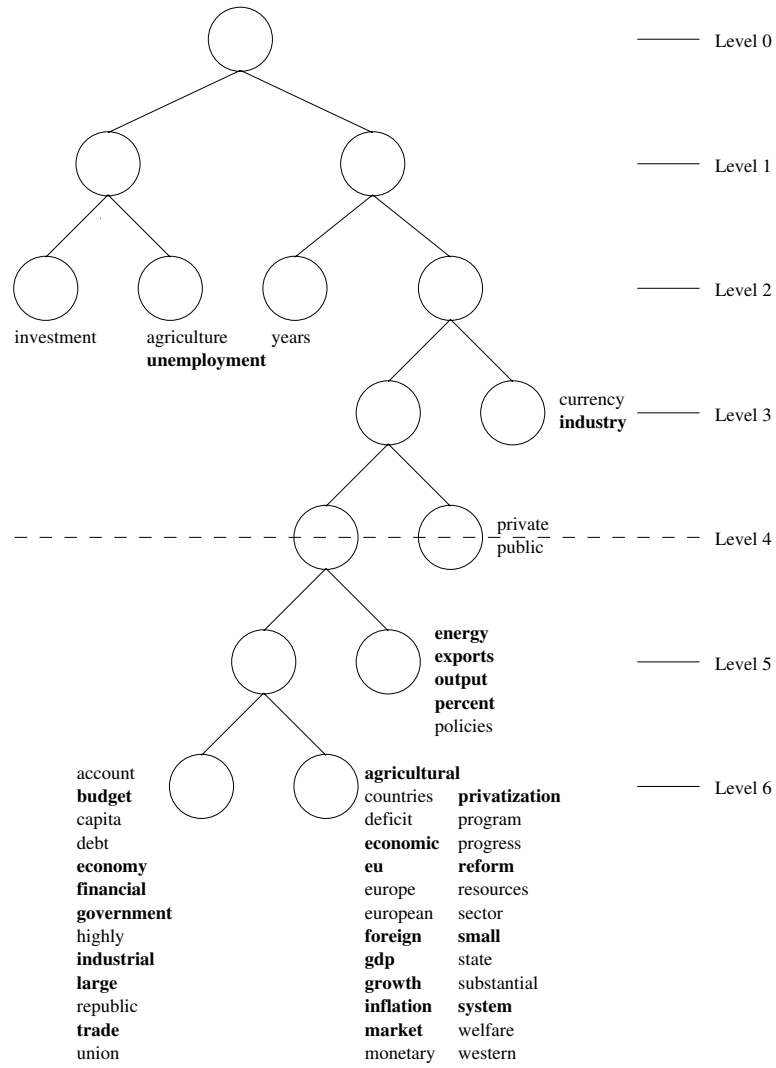 Level 0
Level 1
Level 2
investment
agriculture
unemployment
years
currency
industry
Level 3
private
public
Level 4
energy
exports
output
percent
policies
Level 5
account
budget
capita
debt
economy
financial
government
highly
industrial
large
republic
trade
union
agricultural
countries
deficit
economic
eu
europe
european
foreign
gdp
growth
inflation
market
monetary
privatization
program
progress
reform
resources
sector
small
state
substantial
system
welfare
western
Level 6